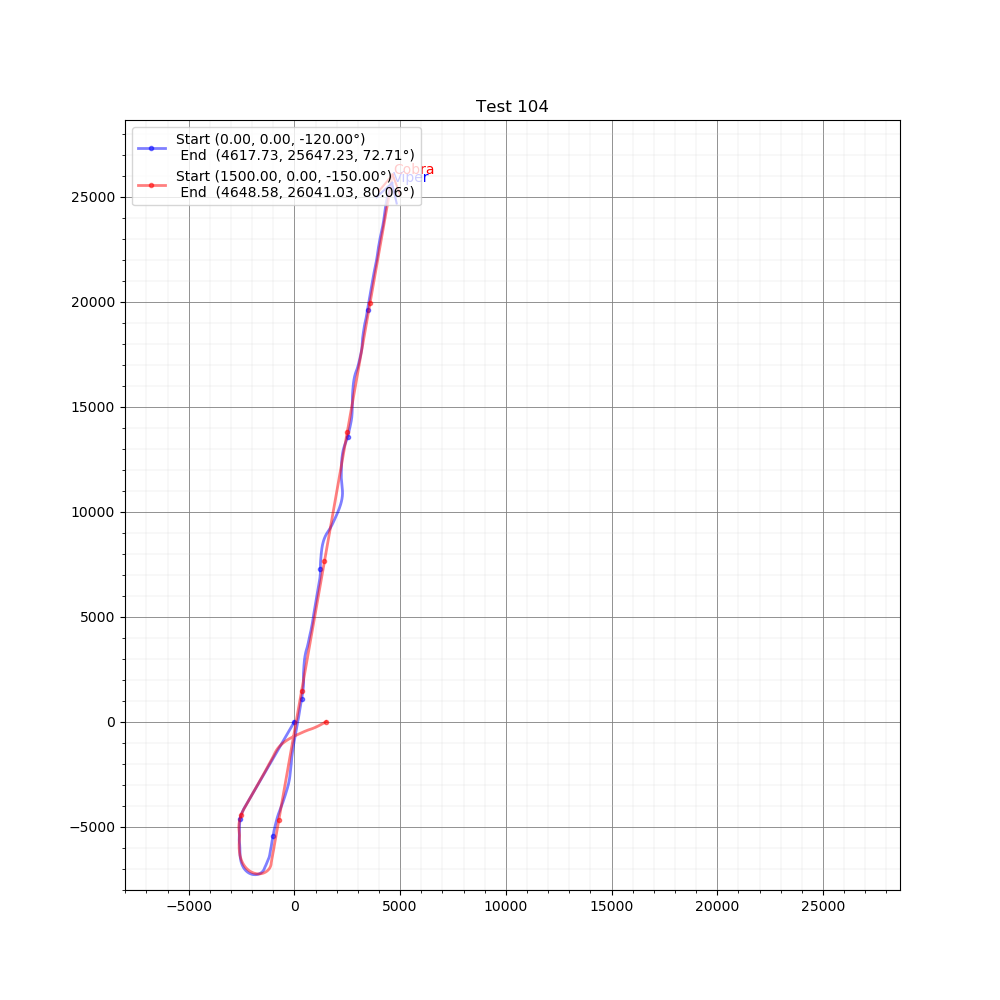 Test 104
Start (0.00, 0.00, -120.00°)
End (4617.73, 25647.23, 72.71°)
Start (1500.00, 0.00, -150.00°)
End (4648.58, 26041.03, 80.06°)
Cobra
Viper
25000
20000
15000
10000
5000
0
−5000
−5000 0 5000 10000 15000 20000 25000